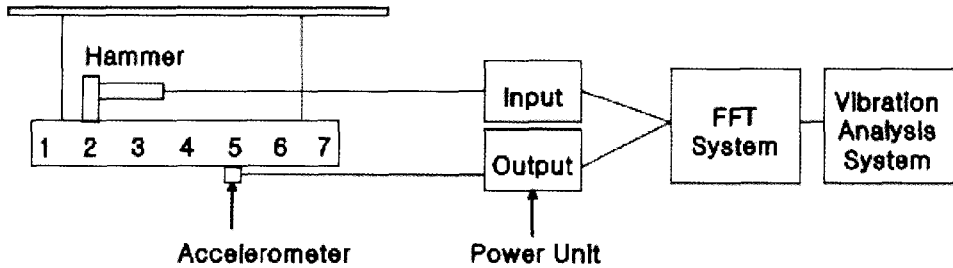 Hammer
Input
1 2 3 4 5 6 7
Output
FFT
System
Vibration
Analysis
System
Accelerometer
Power Unit